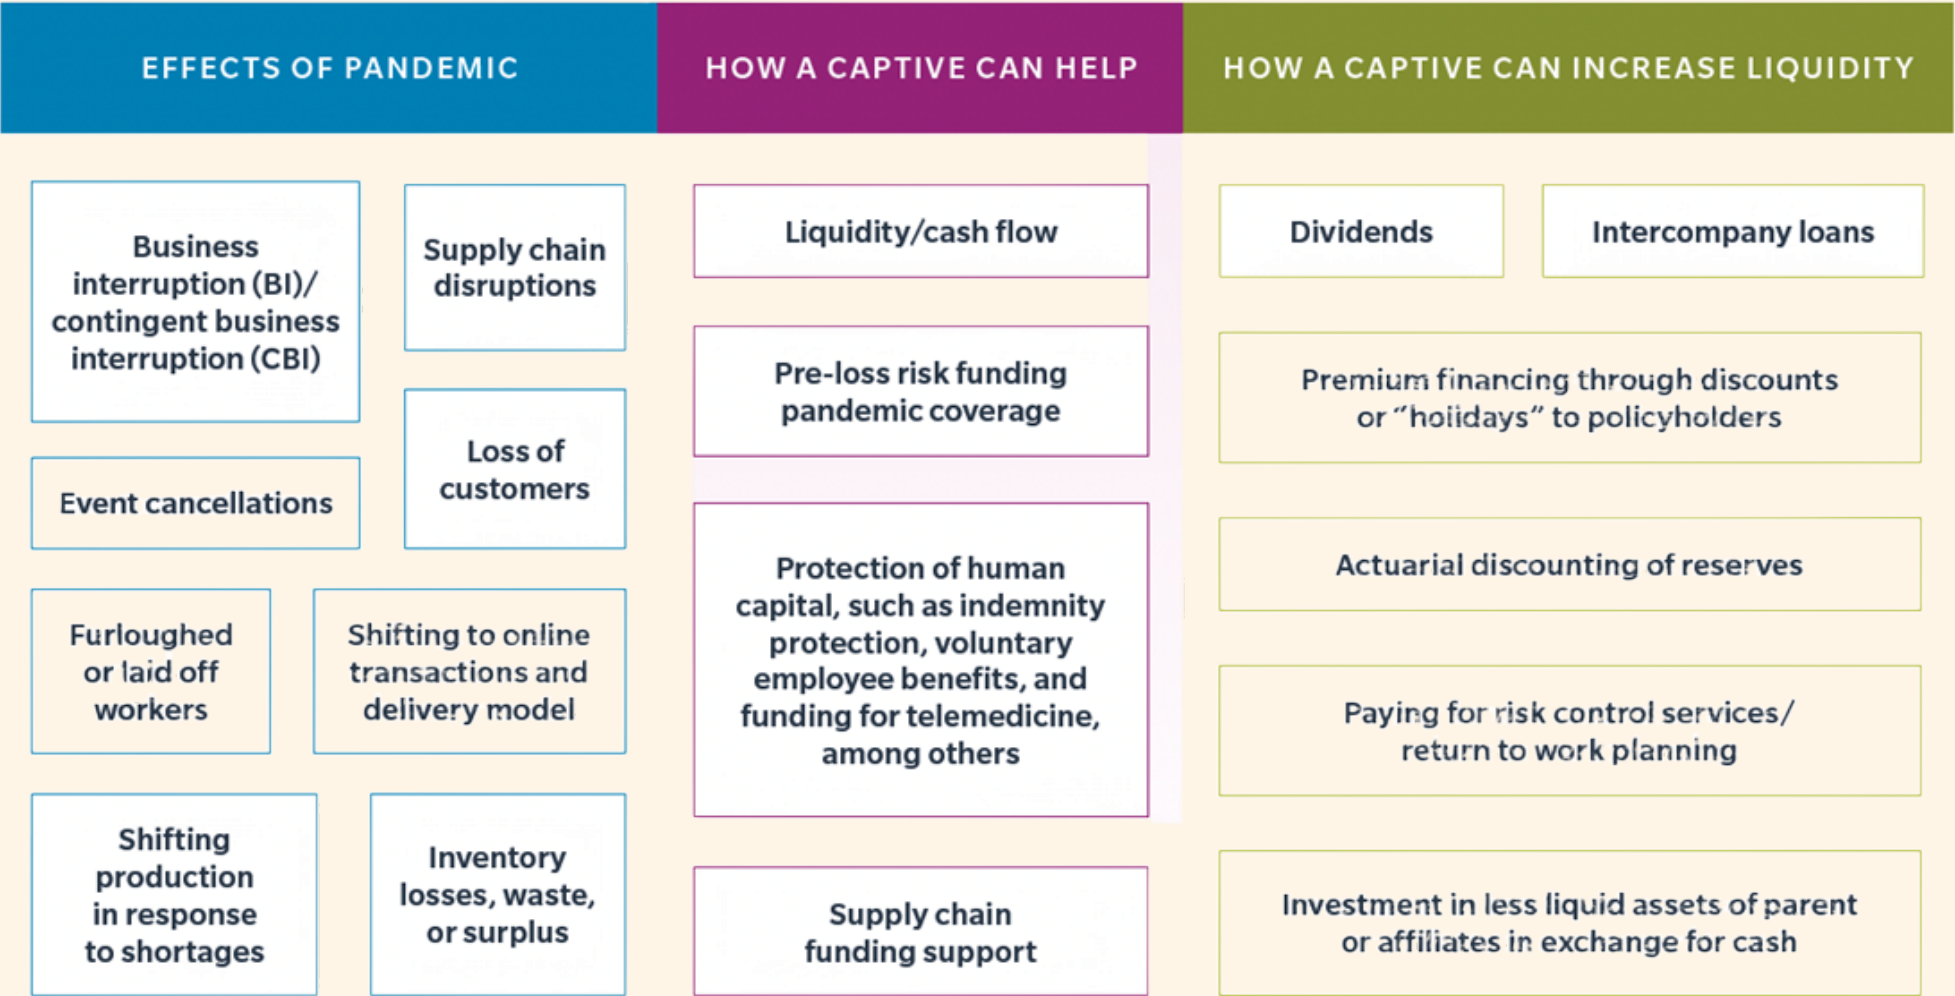 EFFECTS OF PANDEMIC
Business
interruption (BI)/
contingent business
interruption (CBI)
Supply chain
disruptions
Loss of
customers
Event cancellations
Furloughed
or laid off
workers
Shifting to online
transactions and
delivery model
Shifting
production
in response
to shortages
Inventory
losses, waste,
or surplus
HOW A CAPTIVE CAN HELP
Liquidity/cash flow
Pre-loss risk funding
pandemic coverage
Protection of human
capital, such as indemnity
protection, voluntary
employee benefits, and
funding for telemedicine,
among others
Supply chain
funding support
HOW A CAPTIVE CAN INCREASE LIQUIDITY
Dividends
Intercompany loans
Premium financing through discounts
or “holidays” to policyholders
Actuarial discounting of reserves
Paying for risk control services/
return to work planning
Investment in less liquid assets of parent
or affiliates in exchange for cash